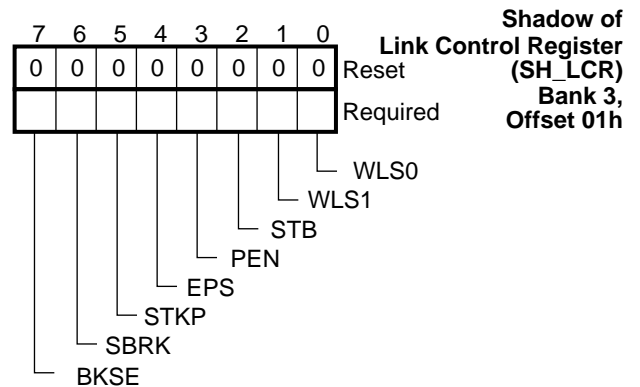 Shadow of
Link Control Register
(SH_LCR)
Bank 3,
Offset 01h
7 6 5 4 3 2 1 0
0 0 0 0 0 0 0 0 Reset
Required
WLS0
WLS1
STB
PEN
EPS
STKP
SBRK
BKSE